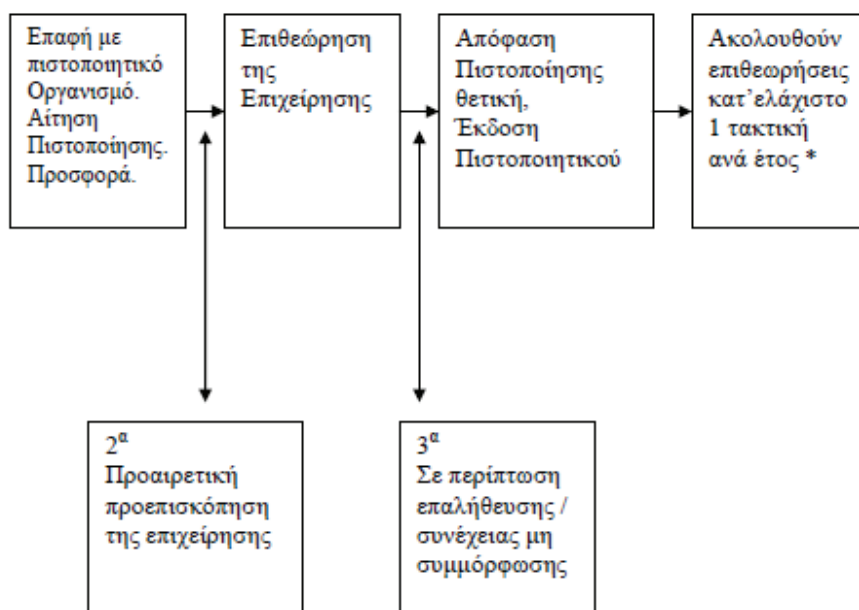 Επαφή με
πιστοποιητικό
Οργανισμό.
Αίτηση
Πιστοποίησης.
Προσφορά.
Επιθεώρηση
της
Επιχείρησης
Απόφαση
Πιστοποίησης
θετική,
Έκδοση
Πιστοποιητικού
Ακολουθούν
επιθεωρήσεις
κατ’ελάχιστο
1 τακτική
ανά έτος *
2α
Προαιρετική
προεπισκόπηση
της επιχείρησης
3α
Σε περίπτωση
επαλήθευσης /
συνέχειας μη
συμμόρφωσης